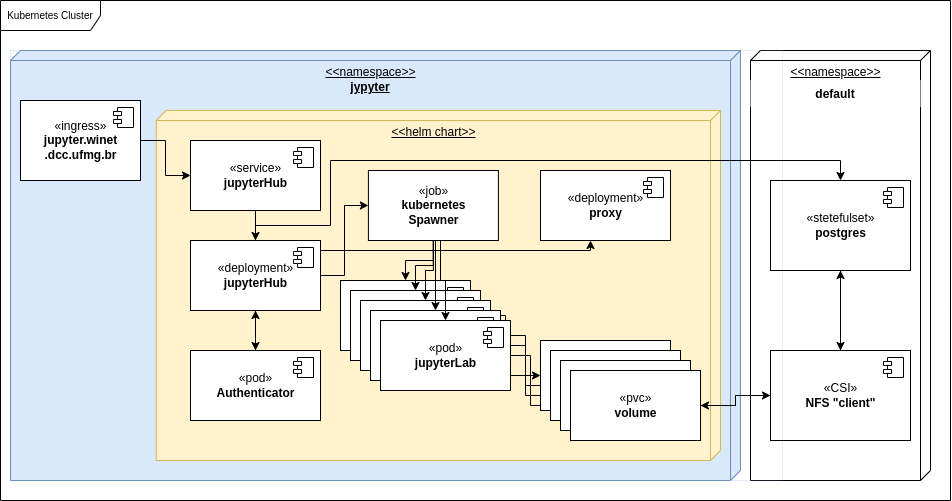 Kubernetes Cluster
<<namespace>>
jypyter
<<namespace>>
default
«ingress»
jupyter.winet
.dcc.ufmg.br
<<helm chart>>
«service»
jupyterHub
«job»
kubernetes
Spawner
«deployment»
proxy
«stetefulset»
postgres
«deployment»
jupyterHub
«pod»
jupyterLab
«pod»
Authenticator
«pvc»
volume
«CSI»
NFS "client"